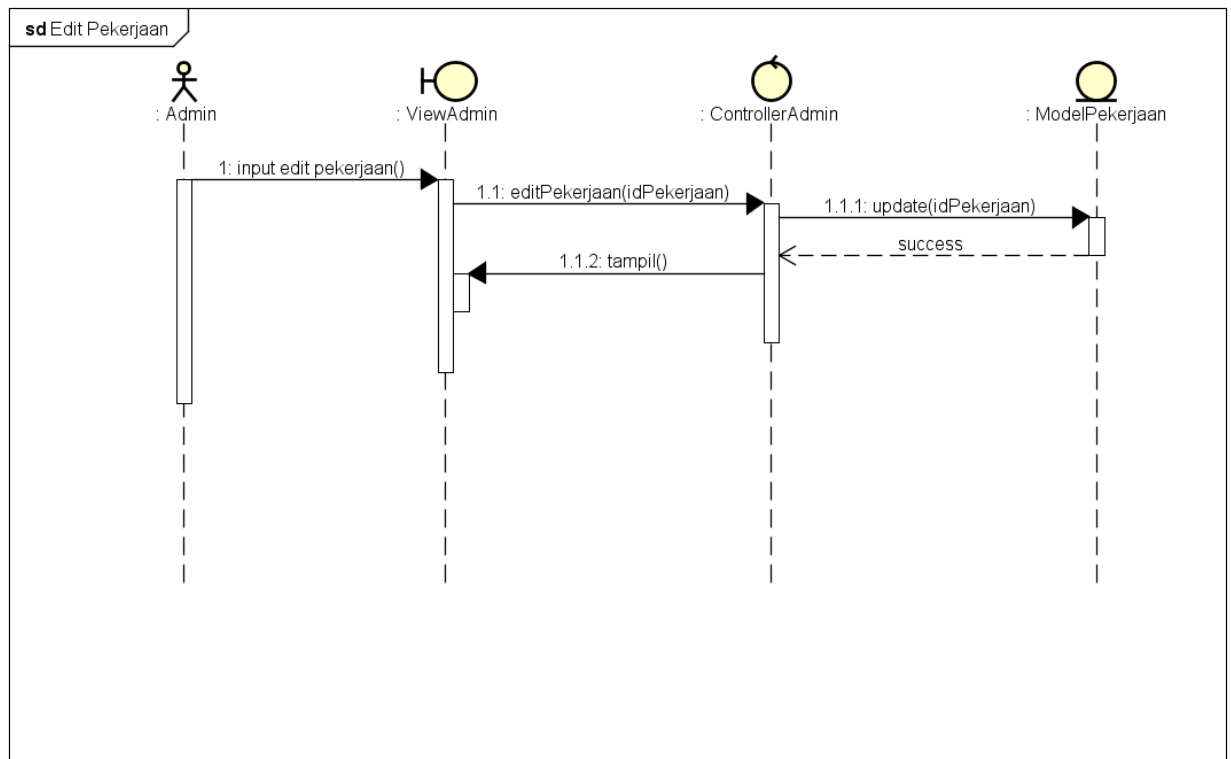 sd Edit Pekerjaan
: Admin
: ViewAdmin
: ControllerAdmin
: ModelPekerjaan
1: input edit pekerjaan()
1.1: editPekerjaan(idPekerjaan)
1.1.1: update(idPekerjaan)
success
1.1.2: tampil()